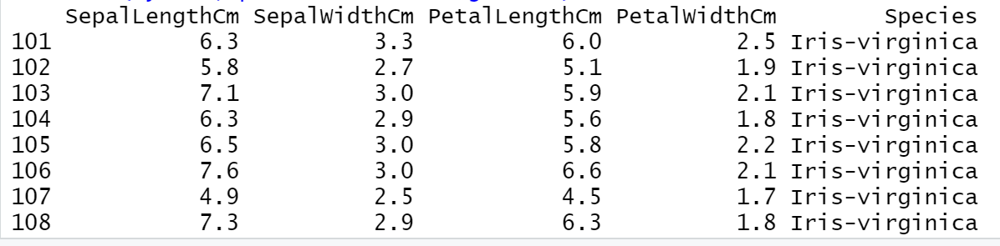 SepalLengthCm SepalWidthCm PetalLengthCm PetalWidthCm Species
101 6.3 3.3 6.0 2.5 Iris-virginica
102 5.8 2.7 5.1 1.9 Iris-virginica
103 7.1 3.0 5.9 2.1 Iris-virginica
104 6.3 2.9 5.6 1.8 Iris-virginica
105 6.5 3.0 5.8 2.2 Iris-virginica
106 7.6 3.0 6.6 2.1 Iris-virginica
107 4.9 2.5 4.5 1.7 Iris-virginica
108 7.3 2.9 6.3 1.8 Iris-virginica